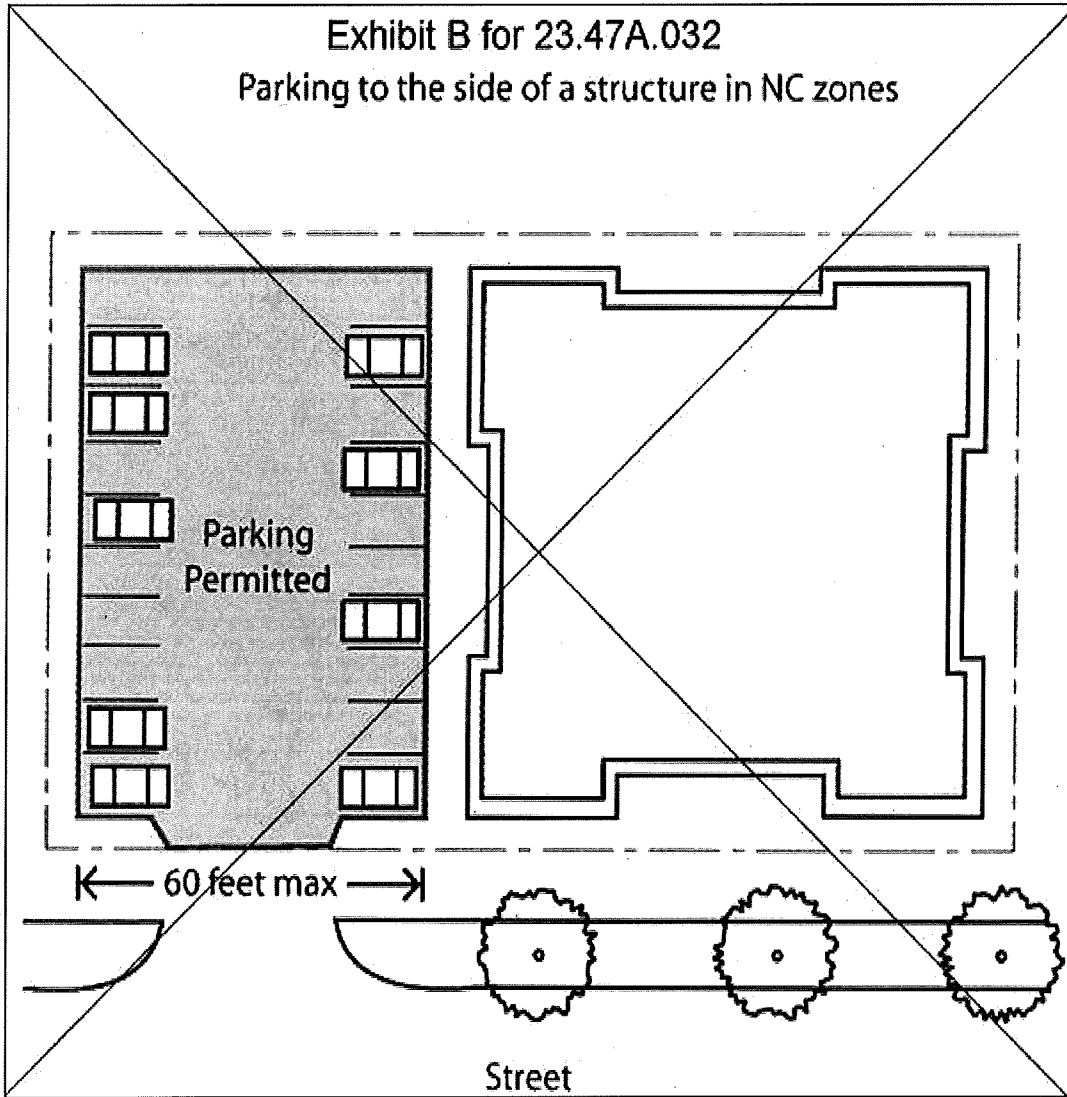 Exhibit B for 23.47A.032
Parking to the side of a structure in NC zones
Parking
Permitted
60 feet max
Street